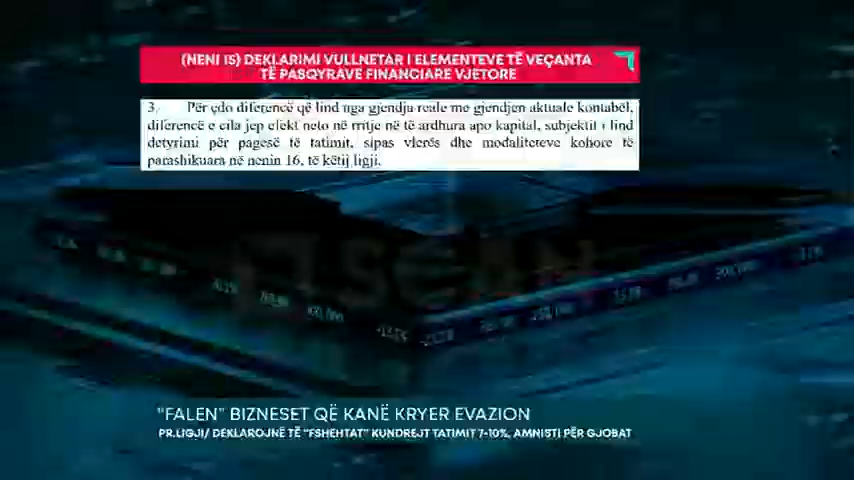 (NENI 15) DEKLARIMI VULLNETAR I ELEMENTEVE TË VEÇANTA
TË PASQYRAVE FINANCIARE VJETORE
3. Për çdo diferencë që lind nga gjendja reale me gjendjen aktuale kontabël,
diferencë e cila jep efekt neto në rritje në të ardhura apo kapital, subjektit i lind
detyrimi për pagesë të tatimit, sipas vlerës dhe modaliteteve kohore të
parashikuara në nenin 16, të këtij ligji.
SCAN
"FALEN" BIZNESET QË KANË KRYER EVAZION
PR.LIGJI/ DEKLAROJNË TË "FSHEHTAT" KUNDREJT TATIMIT 7-10%, AMNISTI PËR GJOBAT